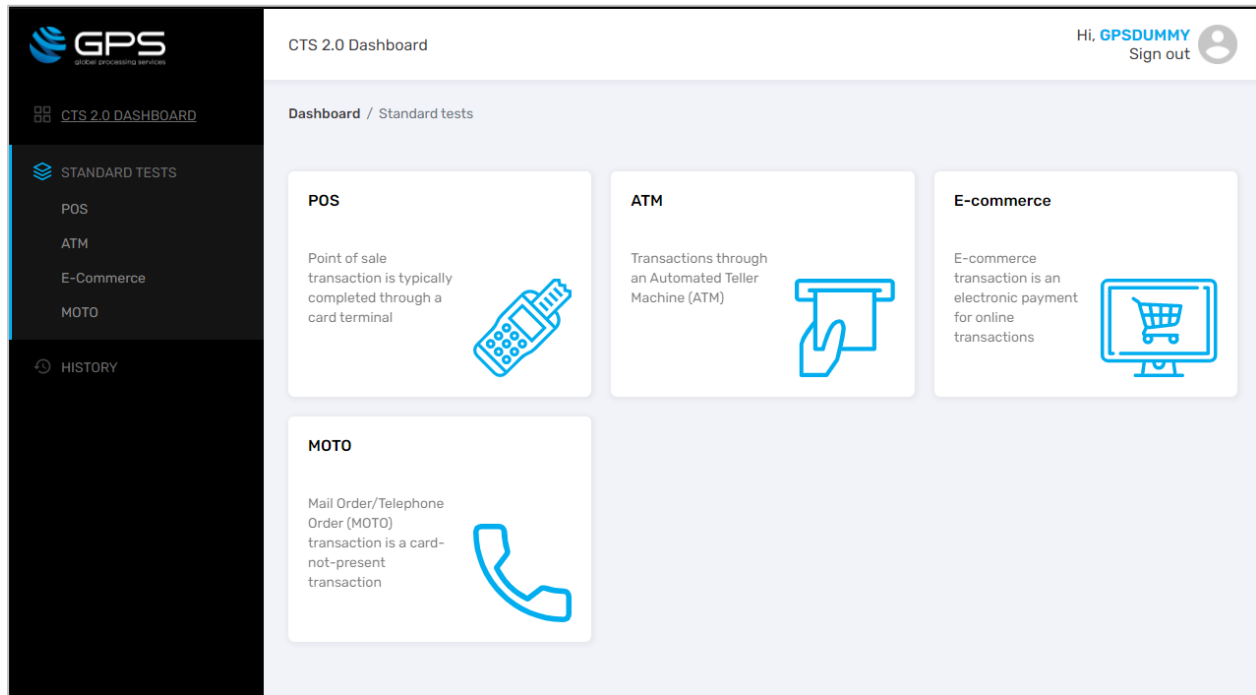 GPS
global processing services
CTS 2.0 DASHBOARD
STANDARD TESTS
POS
ATM
E-Commerce
MOTO
HISTORY
CTS 2.0 Dashboard
Hi, GPSDUMMY
Sign out
Dashboard / Standard tests
POS
Point of sale
transaction is typically
completed through a
card terminal
ATM
Transactions through
an Automated Teller
Machine (ATM)
E-commerce
E-commerce
transaction is an
electronic payment
for online
transactions
MOTO
Mail Order/Telephone
Order (MOTO)
transaction is a card-
not-present
transaction